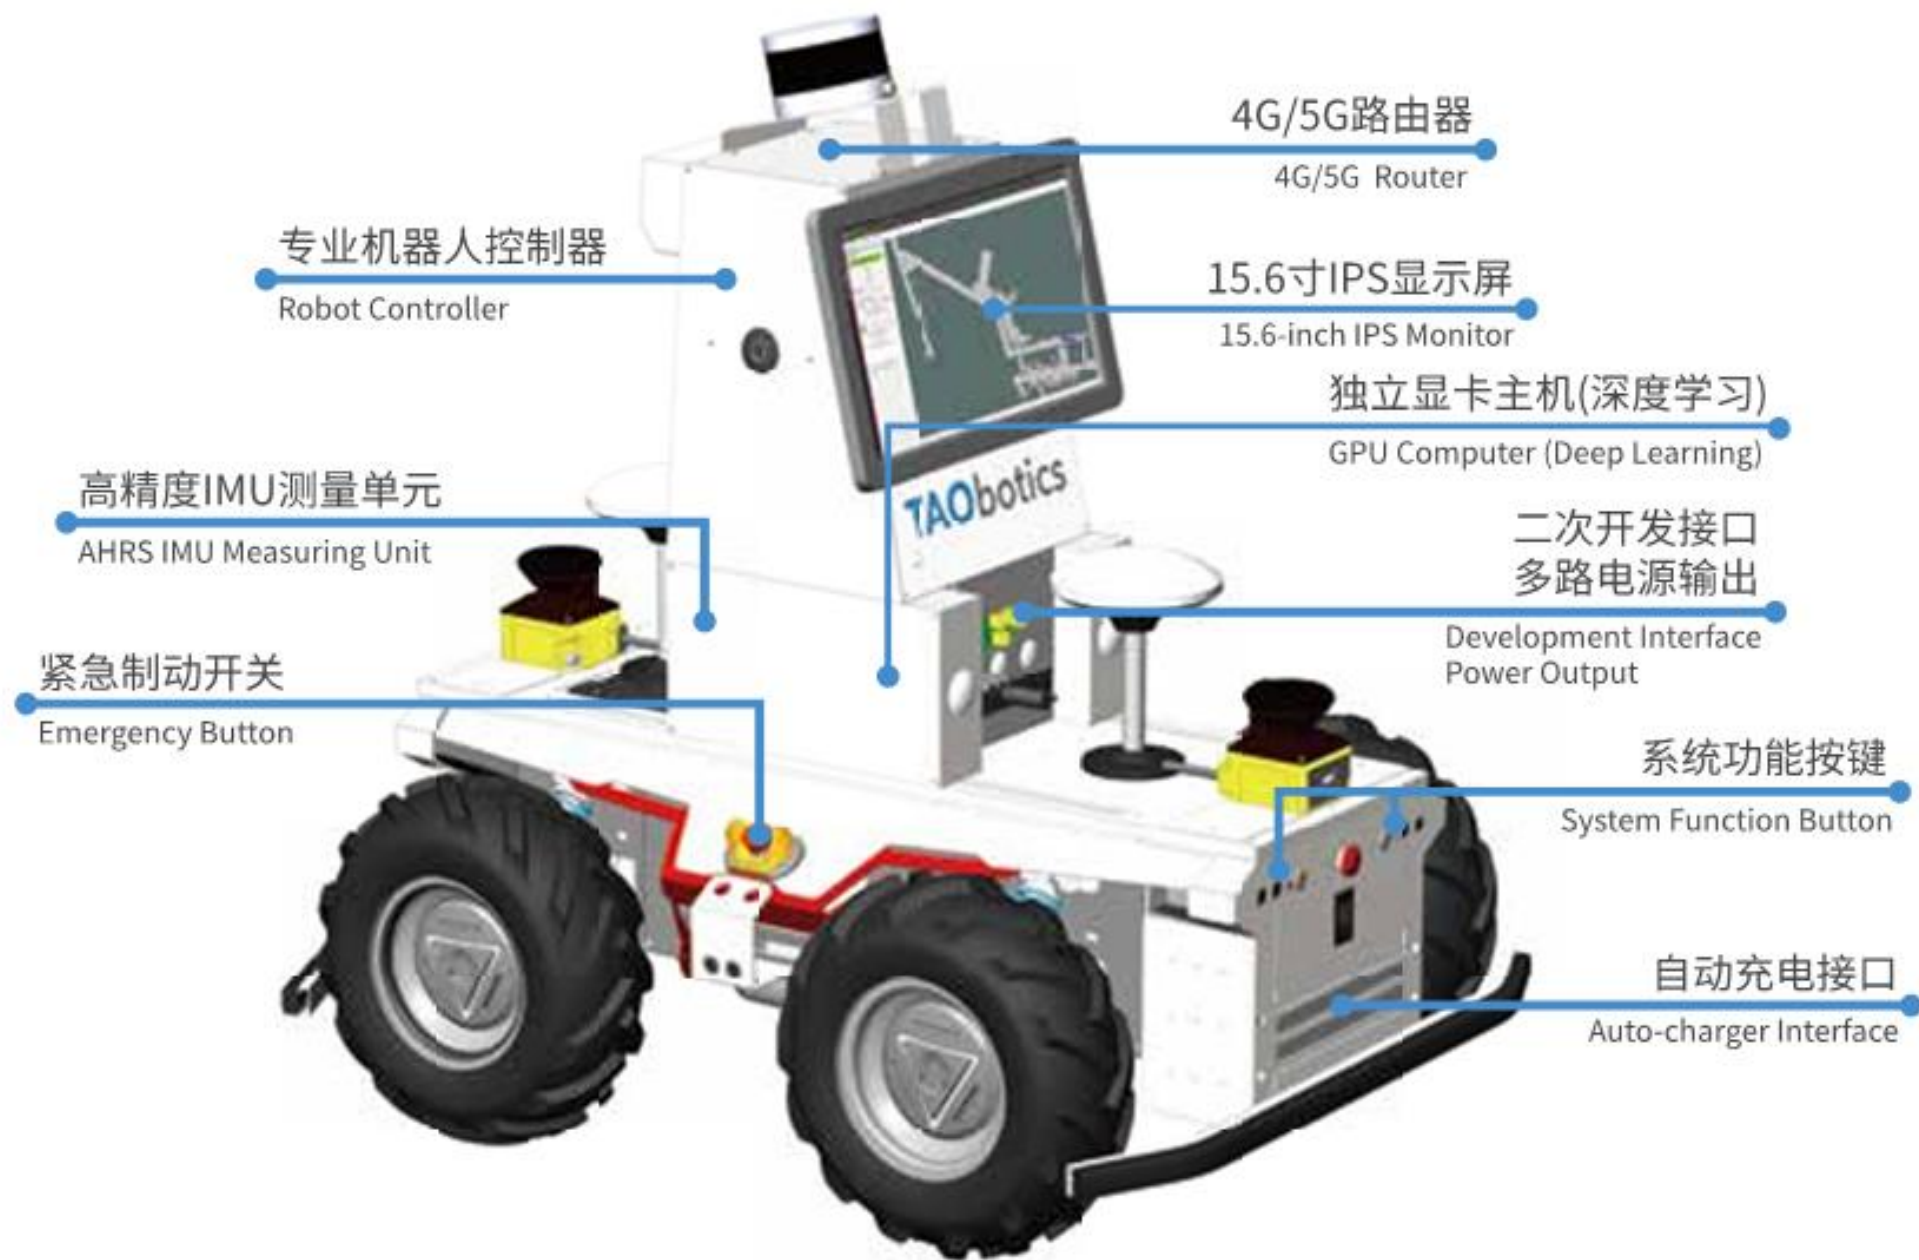 4G/5G路由器
4G/5G Router
专业机器人控制器
Robot Controller
15.6寸IPS显示屏
15.6-inch IPS Monitor
独立显卡主机(深度学习)
GPU Computer (Deep Learning)
高精度IMU测量单元
AHRS IMU Measuring Unit
TAObotics
二次开发接口
多路电源输出
Development Interface
Power Output
紧急制动开关
Emergency Button
系统功能按键
System Function Button
自动充电接口
Auto-charger Interface